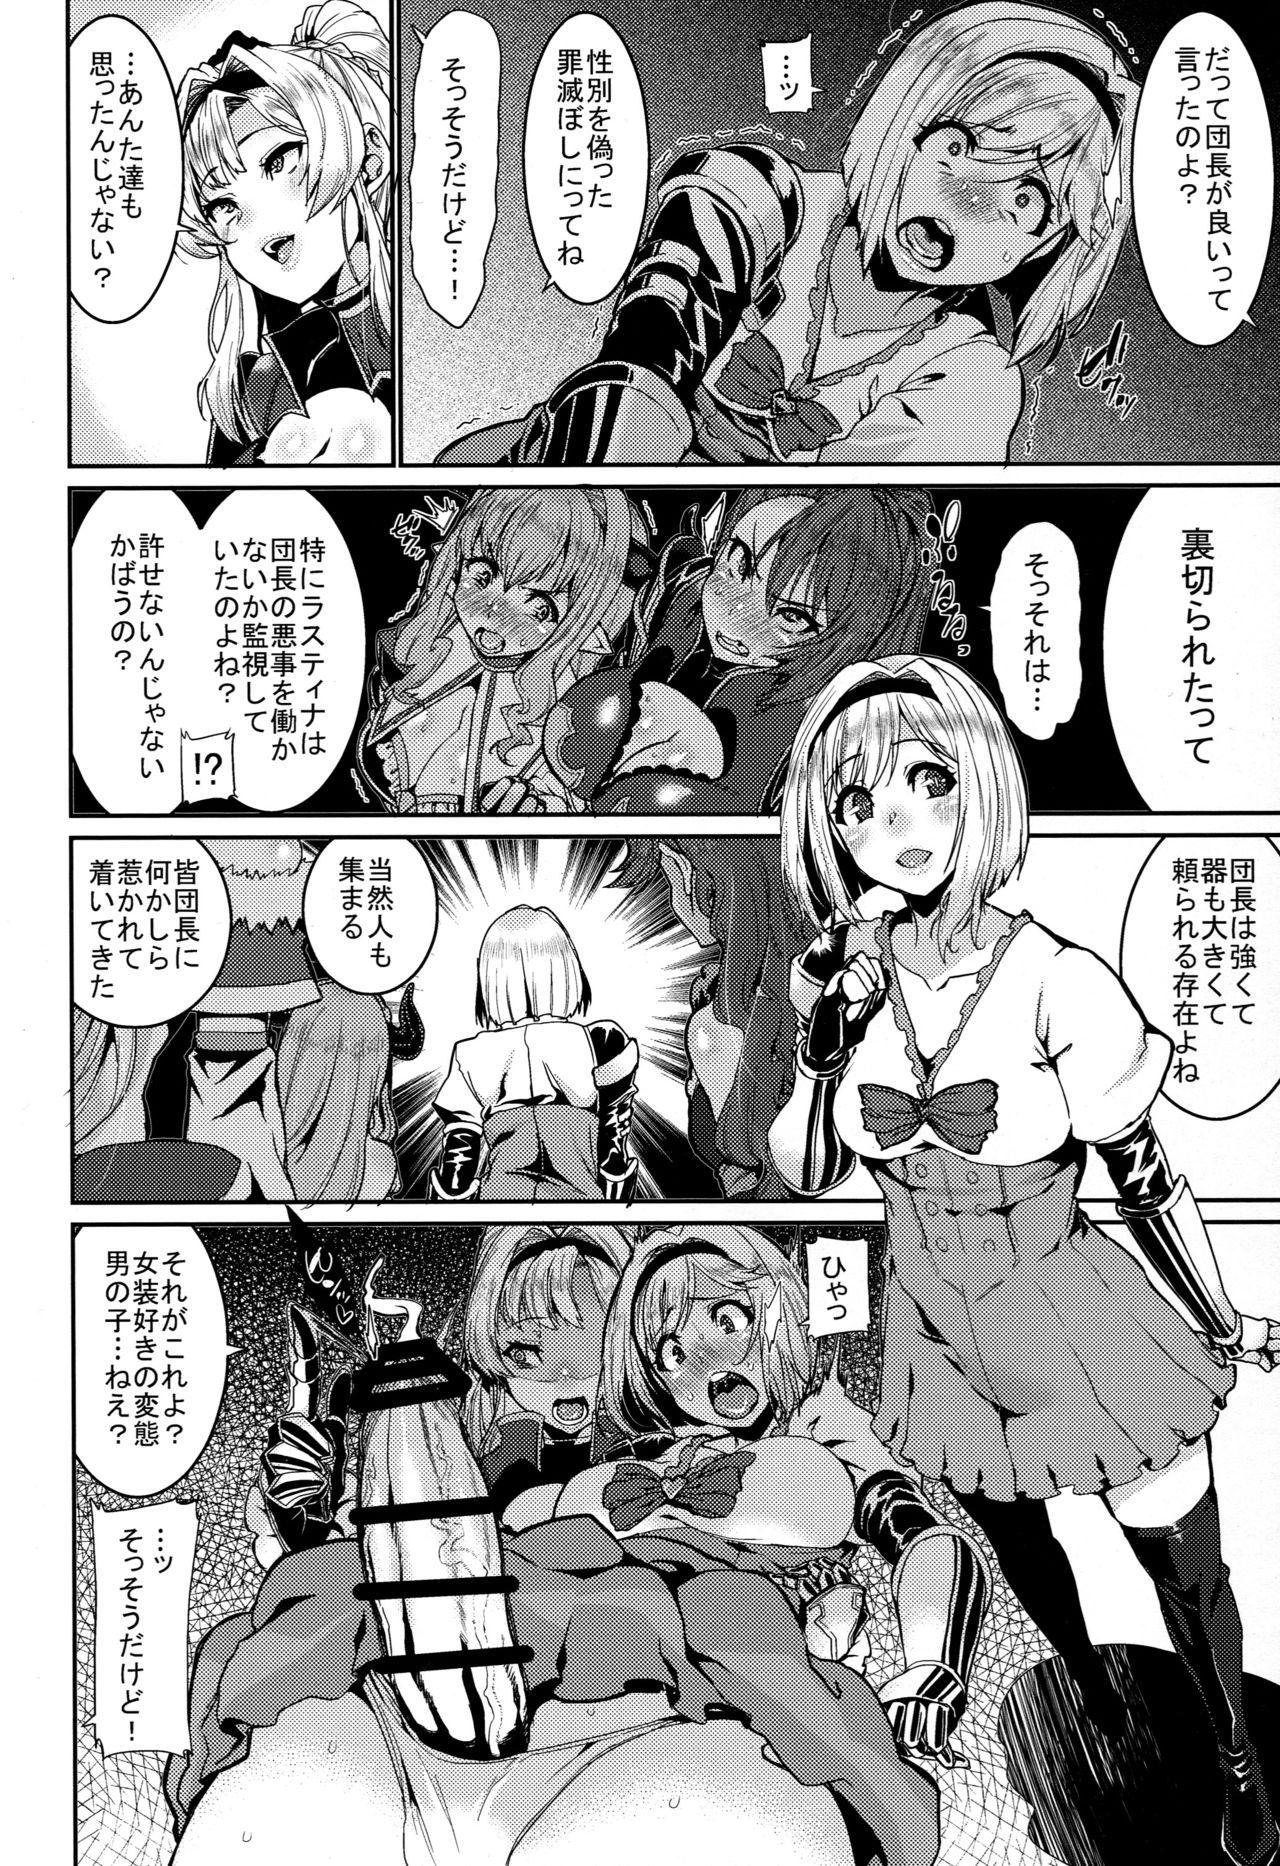 だって団長が良いって
言ったのよ？
…ッ
性別を偽った
罪滅ぼしにってね
そっそうだけど…！
…あんた達も
思ったんじゃない？
裏切られたって
そっそれは…
特にラスティナは
団長の悪事を働か
ないか監視して
いたのよね？
!?
許せないんじゃない
かばうの？
団長は強くて
器も大きくて
頼られる存在よね
当然人も
集まる
皆団長に
何かしら
惹かれて
着いてきた
ひゃっ
それがこれよ？
女装好きの変態
男の子…ねえ？
…ッ
そっそうだけど！